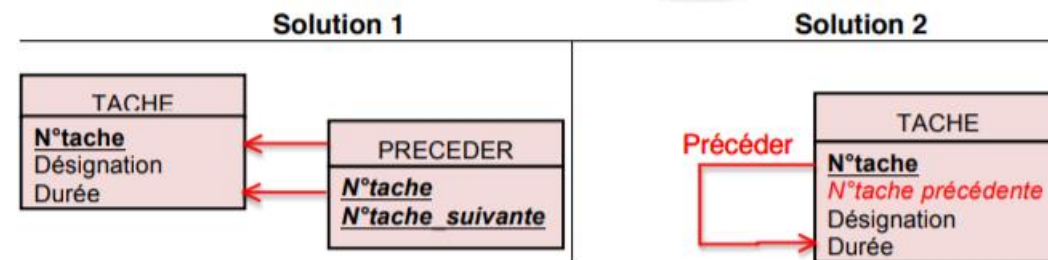 Solution 1
Solution 2
TACHE
N°tache
Désignation
Durée
PRECEDER
N°tache
N°tache_suivante
Précéder
TACHE
N°tache
N°tache précédente
Désignation
Durée